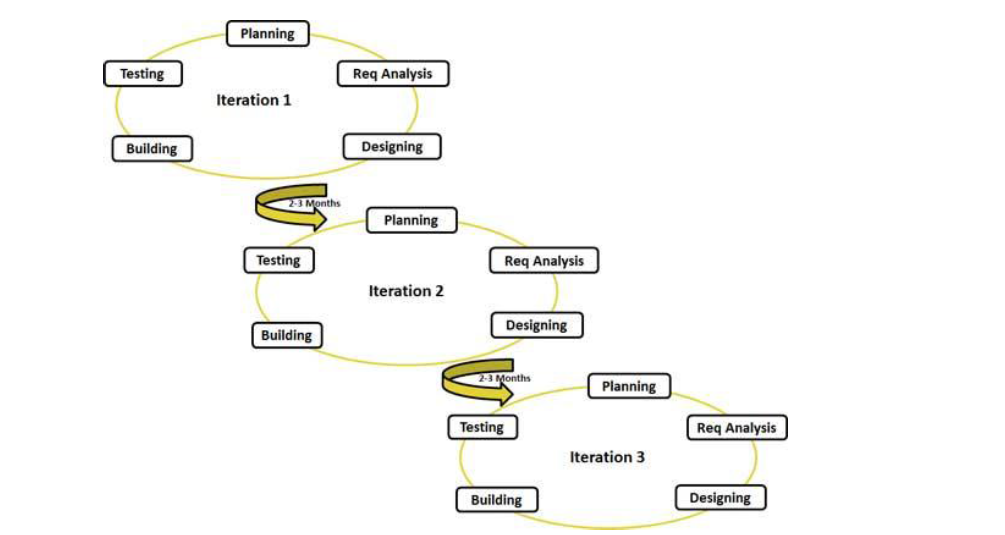 Planning
Testing
Req Analysis
Iteration 1
Building
Designing
2-3 Months
Planning
Testing
Req Analysis
Iteration 2
Building
Designing
2-3 Months
Planning
Testing
Req Analysis
Iteration 3
Building
Designing